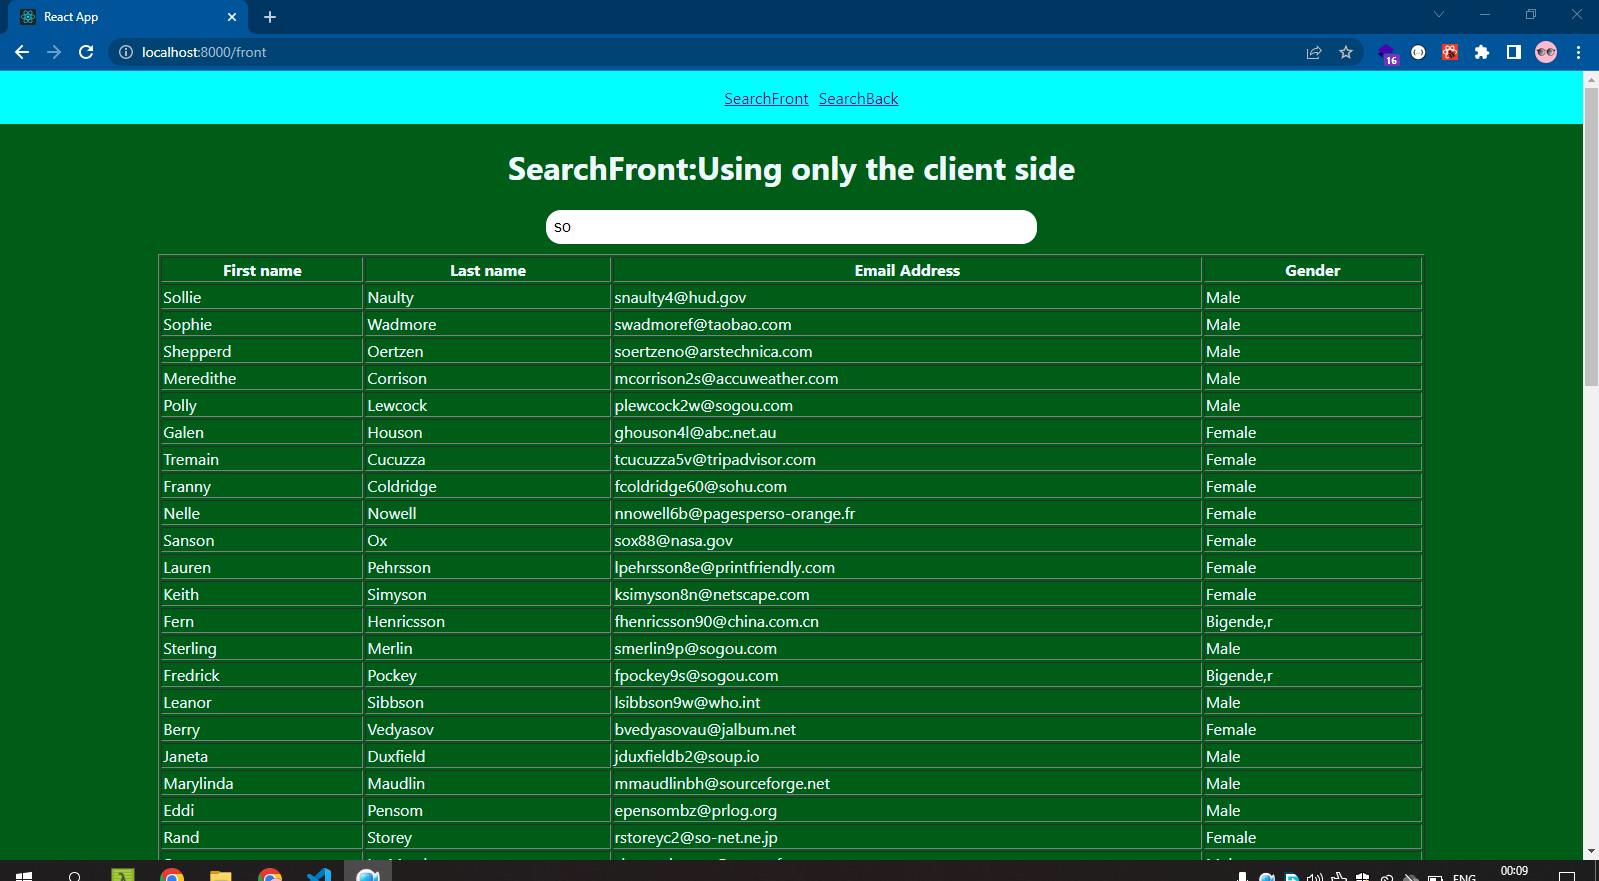 React App
localhost:8000/front
16
SearchFront SearchBack
SearchFront:Using only the client side
so
First name Last name Email Address Gender
Sollie Naulty snaulty4@hud.gov Male
Sophie Wadmore swadmoref@taobao.com Male
Shepperd Oertzen soertzeno@arstechnica.com Male
Meredithe Corrison mcorrison2s@accuweather.com Male
Polly Lewcock plewcock2w@sogou.com Male
Galen Houson ghouson4l@abc.net.au Female
Tremain Cucuzza tcucuzza5v@tripadvisor.com Female
Franny Coldridge fcoldridge60@sohu.com Female
Nelle Nowell nnowell6b@pagesperso-orange.fr Female
Sanson Ox sox88@nasa.gov Female
Lauren Pehrsson lpehrsson8e@printfriendly.com Female
Keith Simyson ksimyson8n@netscape.com Female
Fern Henricsson fhenricsson90@china.com.cn Bigende,r
Sterling Merlin smerlin9p@sogou.com Male
Fredrick Pockey fpockey9s@sogou.com Bigende,r
Leanor Sibbson lsibbson9w@who.int Male
Berry Vedyasov bvedyasovau@jalbum.net Female
Janeta Duxfield jduxfieldb2@soup.io Male
Marylinda Maudlin mmaudlinbh@sourceforge.net Male
Eddi Pensom epensombz@prlog.org Male
Rand Storey rstoreyc2@so-net.ne.jp Female
ENG 00:09